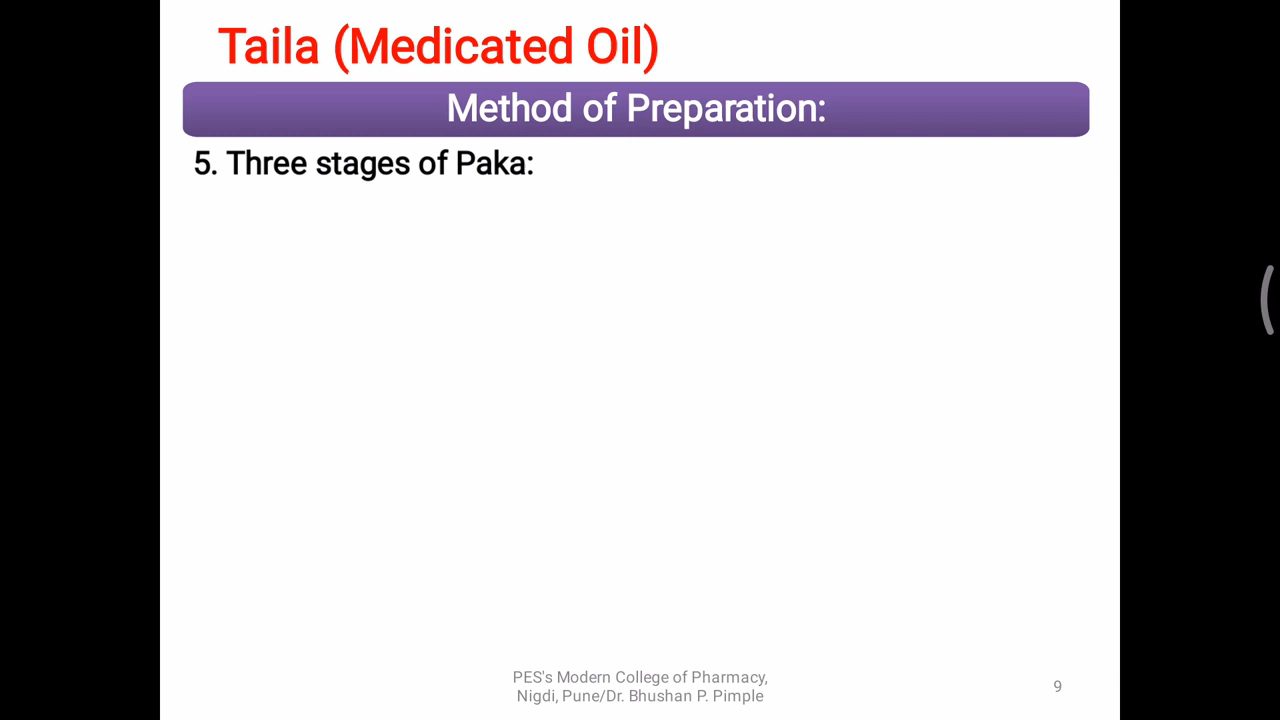 Taila (Medicated Oil)
Method of Preparation:
5. Three stages of Paka:
PES's Modern College of Pharmacy,
Nigdi, Pune/Dr. Bhushan P. Pimple
9